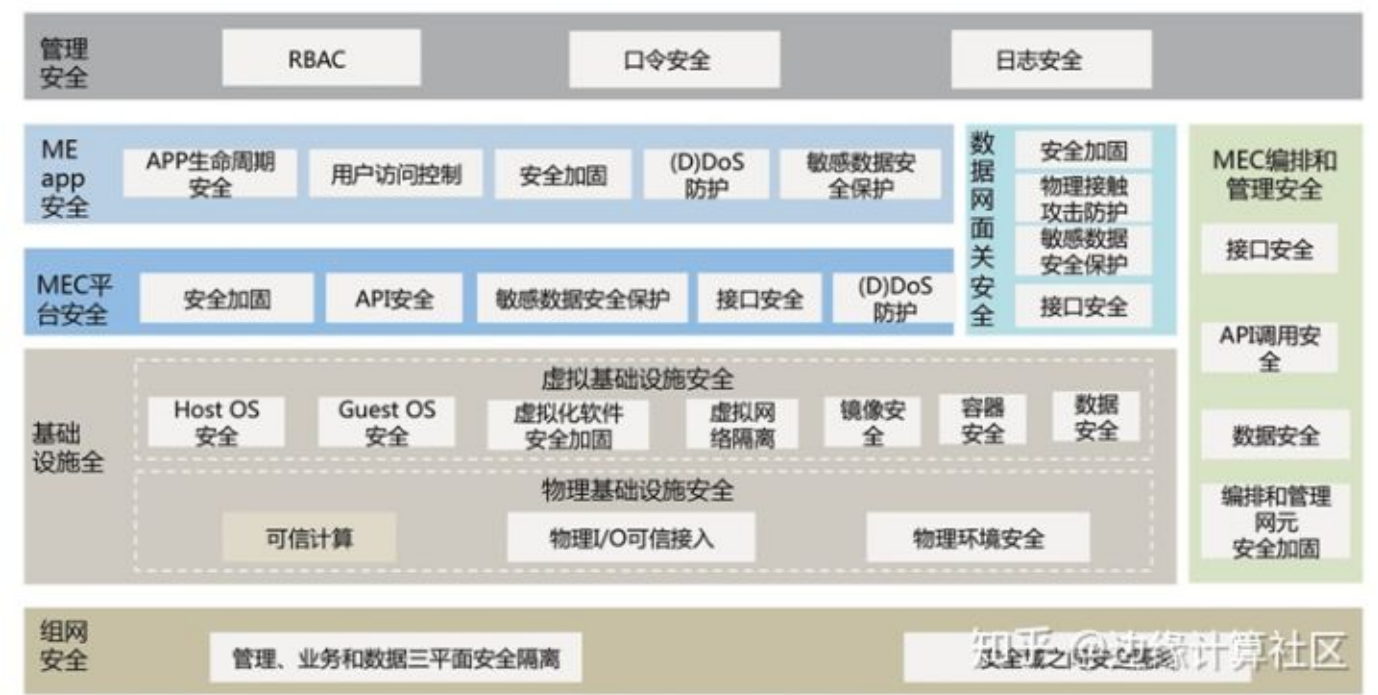 管理
安全
RBAC
口令安全
日志安全
ME
app
安全
APP生命周期
安全
用户访问控制
安全加固
(D)DoS
防护
敏感数据安
全保护
MEC平
台安全
安全加固
API安全
敏感数据安全保护
接口安全
(D)DoS
防护
数据网面关安全
安全加固
物理接触
攻击防护
敏感数据
安全保护
接口安全
MEC编排和
管理安全
接口安全
API调用安
全
数据安全
编排和管理
网元
安全加固
基础
设施全
虚拟基础设施安全
Host OS
安全
Guest OS
安全
虚拟化软件
安全加固
虚拟网
络隔离
镜像安
全
容器
安全
数据
安全
物理基础设施安全
可信计算
物理I/O可信接入
物理环境安全
组网
安全
管理、业务和数据三平面安全隔离
知乎 @边缘计算社区